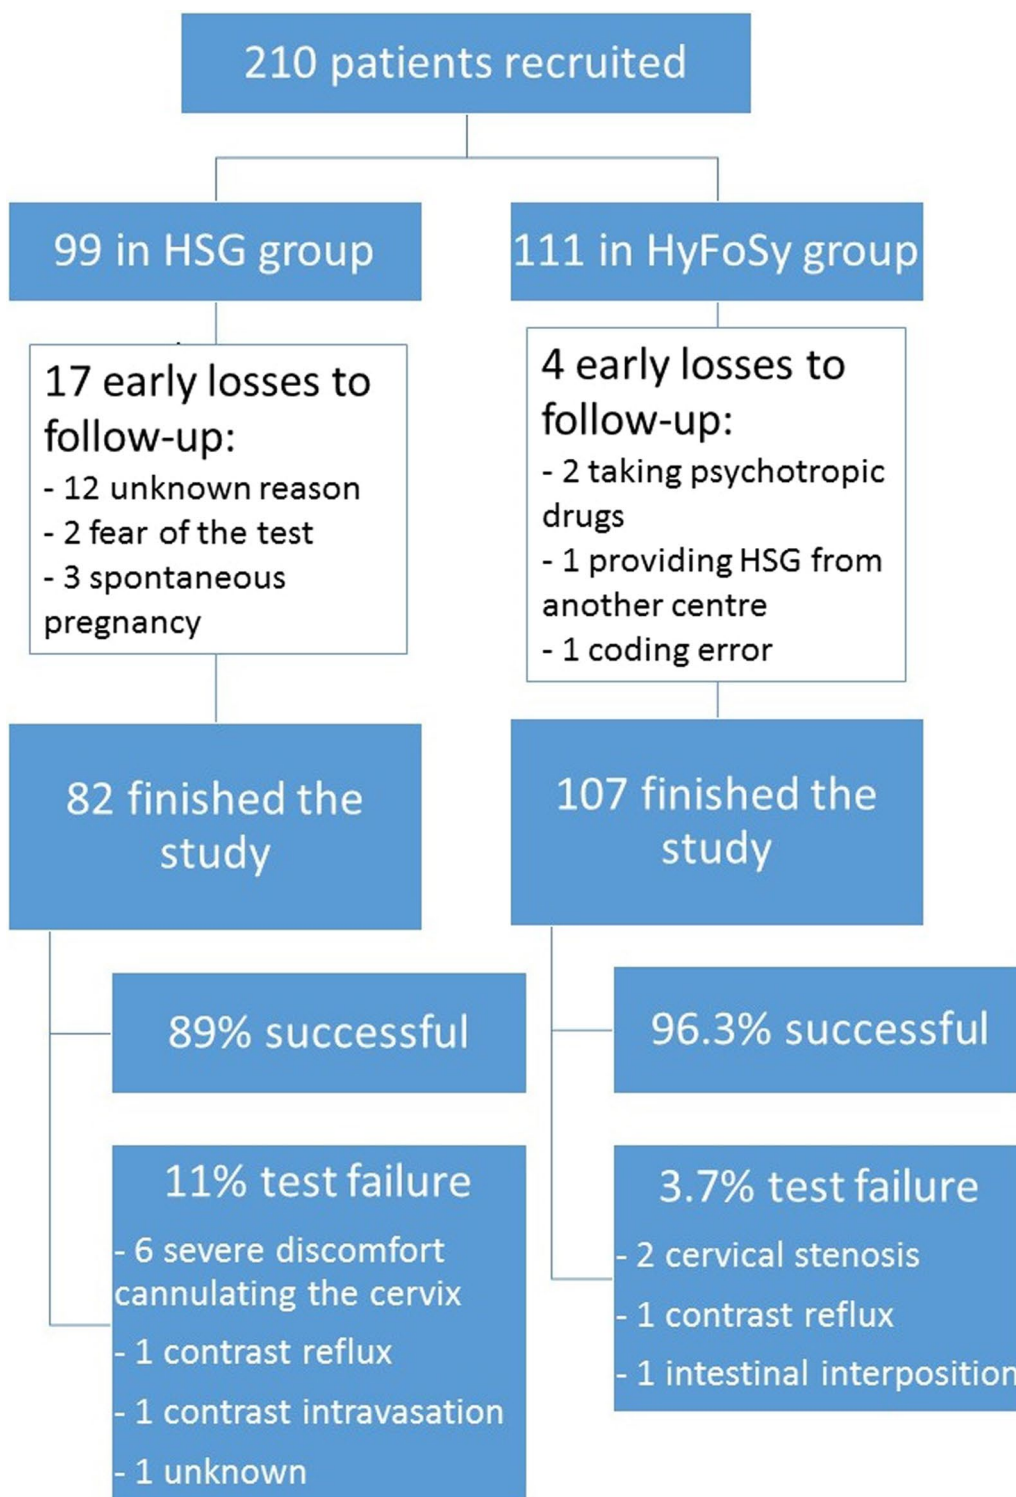 210 patients recruited
99 in HSG group
17 early losses to
follow-up:
- 12 unknown reason
- 2 fear of the test
- 3 spontaneous
pregnancy
82 finished the
study
89% successful
11% test failure
- 6 severe discomfort
cannulating the cervix
- 1 contrast reflux
- 1 contrast intravasation
- 1 unknown
111 in HyFoSy group
4 early losses to
follow-up:
- 2 taking psychotropic
drugs
- 1 providing HSG from
another centre
- 1 coding error
107 finished the
study
96.3% successful
3.7% test failure
- 2 cervical stenosis
- 1 contrast reflux
- 1 intestinal interposition